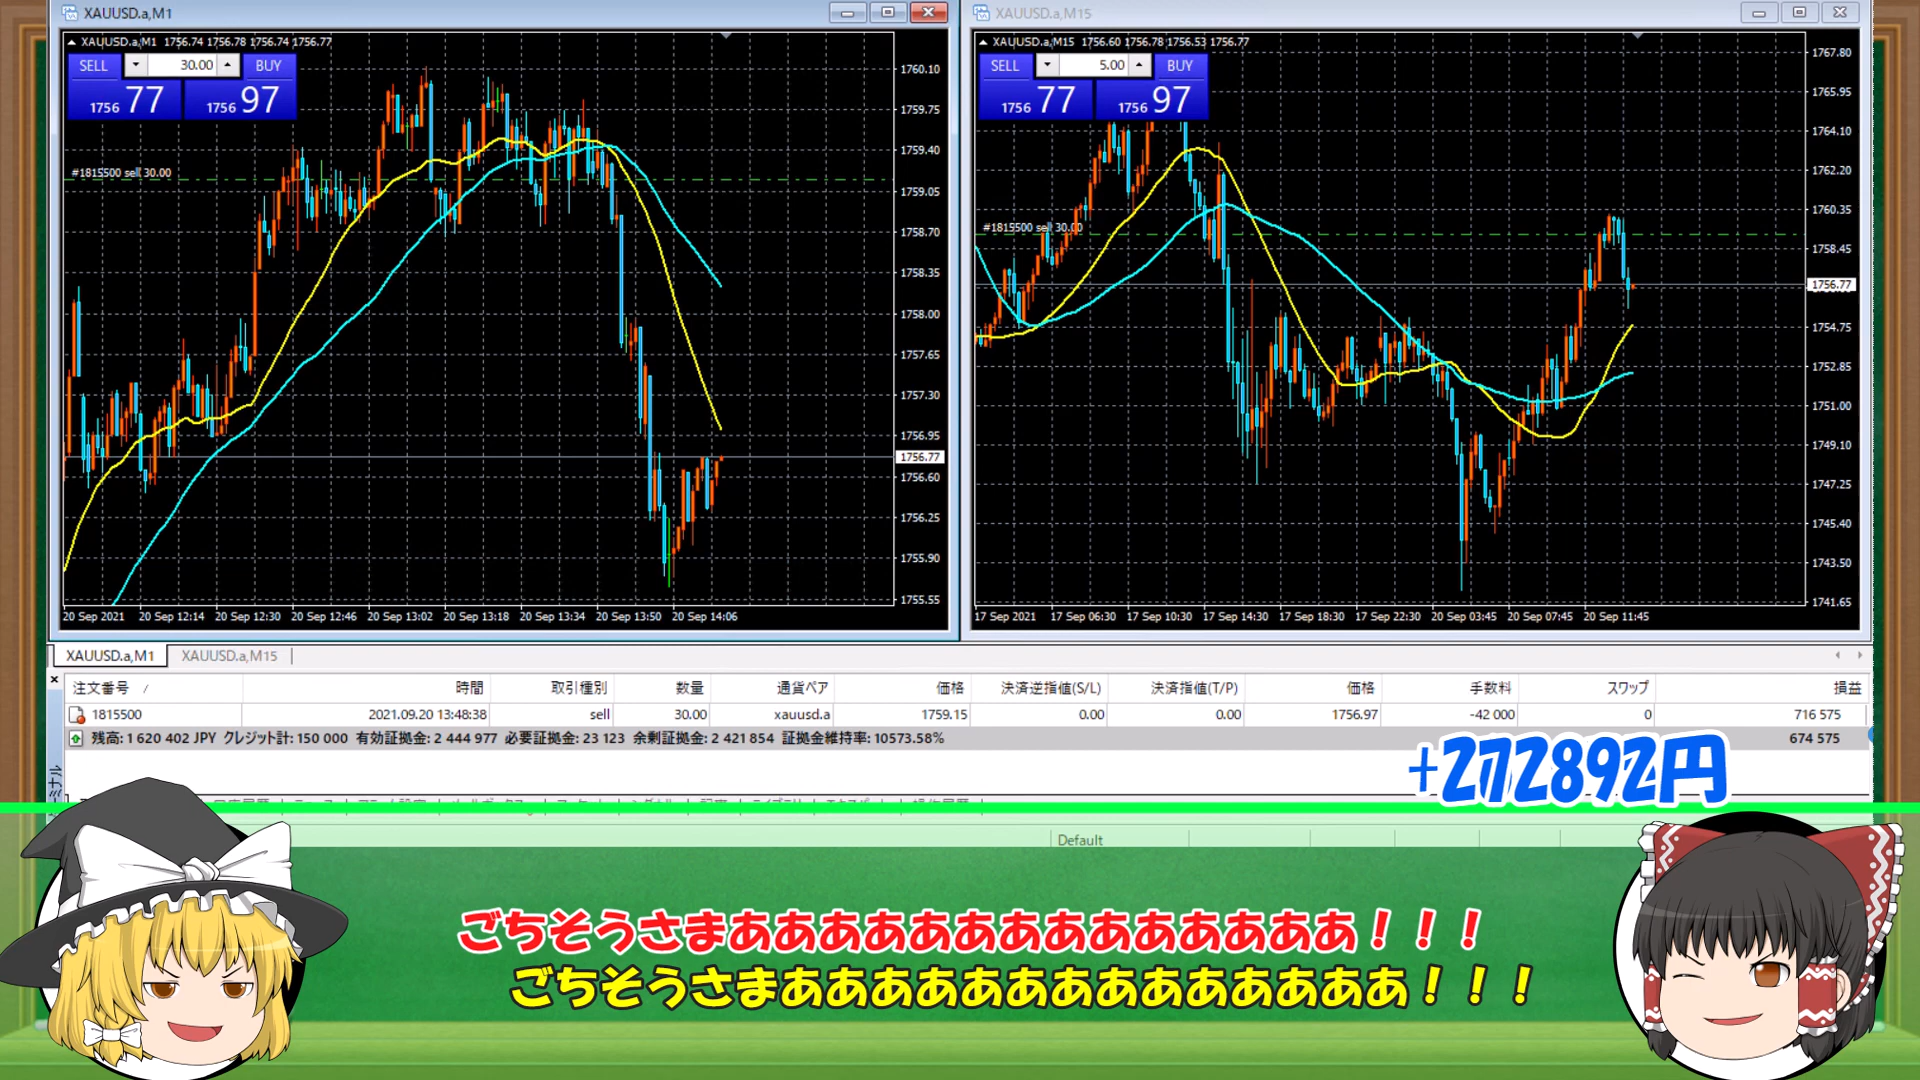 XAUUSD.a,M1
XAUUSD.a,M1 1756.74 1756.78 1756.74 1756.77
SELL 30.00 BUY
1756 77 1756 97
#1815500 sell 30.00
1760.10
1759.75
1759.40
1759.05
1758.70
1758.35
1758.00
1757.65
1757.30
1756.95
1756.77
1756.60
1756.25
1755.90
1755.55
20 Sep 2021 20 Sep 12:14 20 Sep 12:30 20 Sep 12:46 20 Sep 13:02 20 Sep 13:18 20 Sep 13:34 20 Sep 13:50 20 Sep 14:06
XAUUSD.a,M15
XAUUSD.a,M15 1756.60 1756.78 1756.53 1756.77
SELL 5.00 BUY
1756 77 1756 97
#1815500 sell 30.00
1767.80
1765.95
1764.10
1762.20
1760.35
1758.45
1756.77
1754.75
1752.85
1751.00
1749.10
1747.25
1745.40
1743.50
1741.65
17 Sep 2021 17 Sep 06:30 17 Sep 10:30 17 Sep 14:30 17 Sep 18:30 17 Sep 22:30 20 Sep 03:45 20 Sep 07:45 20 Sep 11:45
XAUUSD.a,M1 XAUUSD.a,M15
注文番号 時間 取引種別 数量 通貨ペア 価格 決済逆指値(S/L) 決済指値(T/P) 価格 手数料 スワップ 損益
1815500 2021.09.20 13:48:38 sell 30.00 xauusd.a 1759.15 0.00 0.00 1756.97 -42 000 0 716 575
残高: 1 620 402 JPY クレジット計: 150 000 有効証拠金: 2 444 977 必要証拠金: 23 123 余剰証拠金: 2 421 854 証拠金維持率: 10573.58% 674 575
+272892円
Default
ごちそうさまああああああああああああああ！！！
ごちそうさまああああああああああああああ！！！